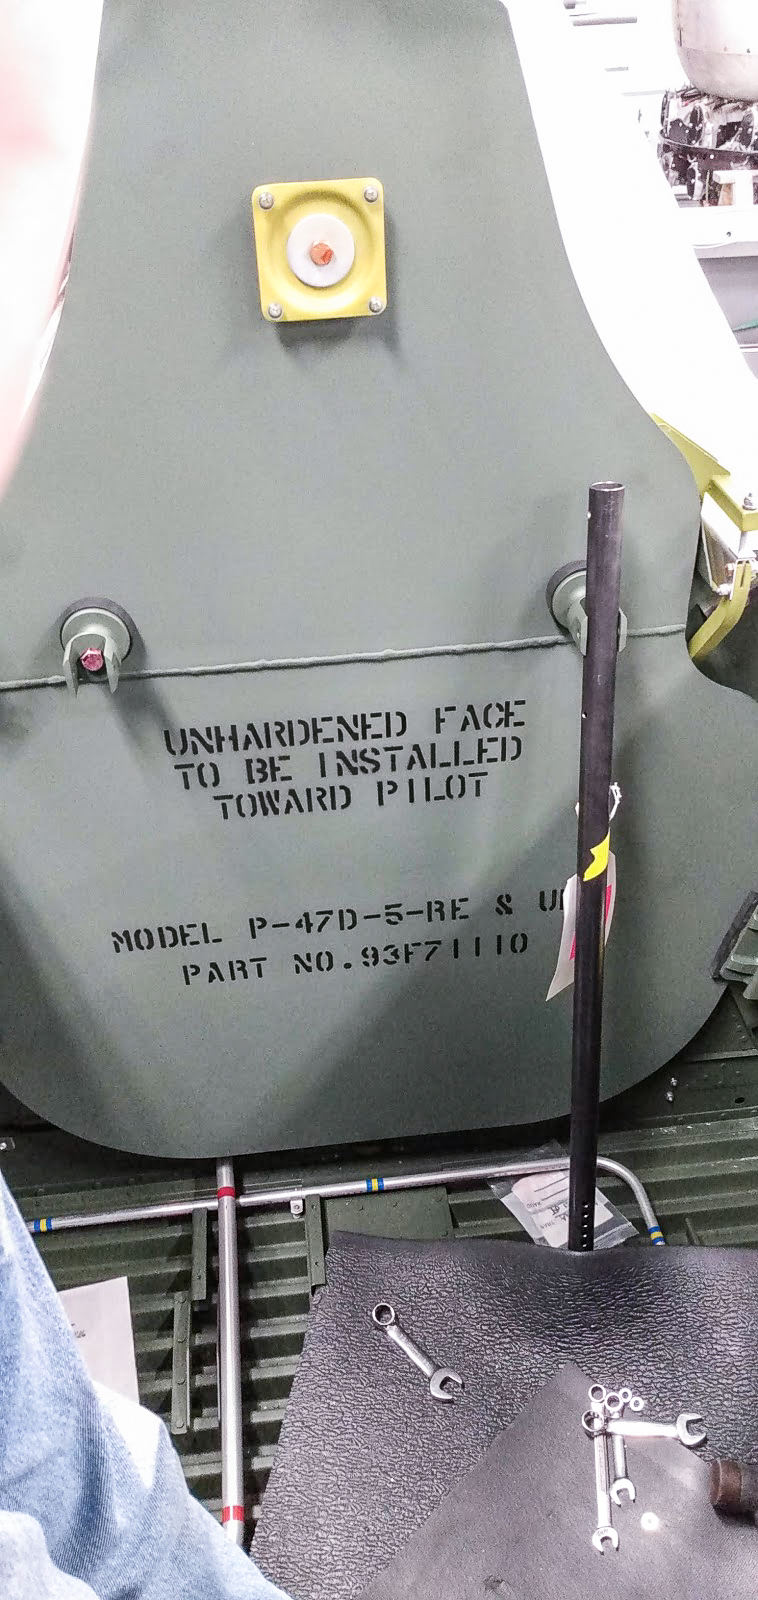 UNHARDENED FACE
TO BE INSTALLED
TOWARD PILOT
MODEL P-47D-5-RE &
PART NO.93F71110